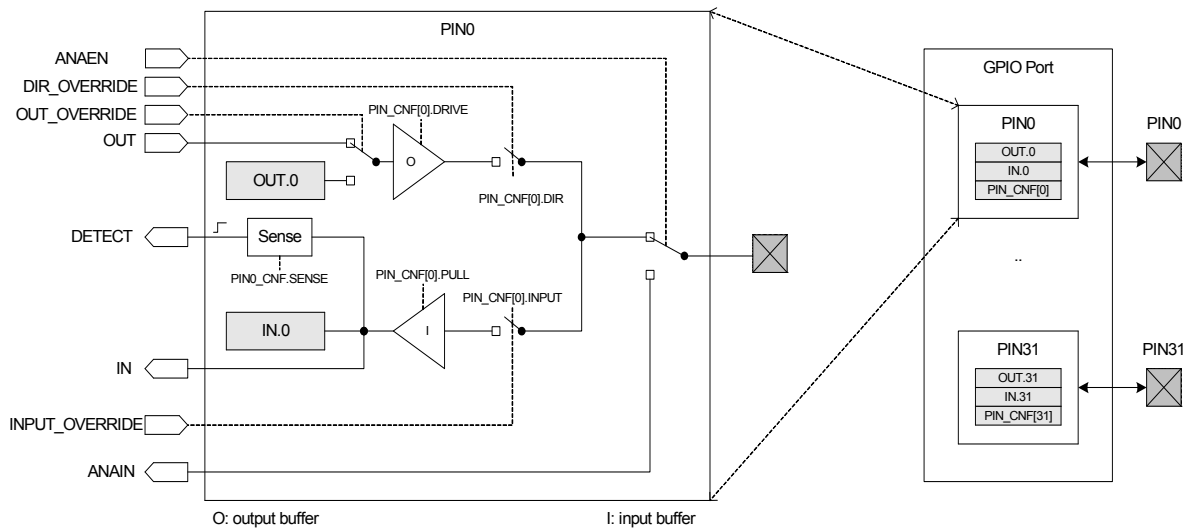 PIN0
ANAEN
DIR_OVERRIDE
OUT_OVERRIDE
OUT
PIN_CNF[0].DRIVE
O
OUT.0
PIN_CNF[0].DIR
DETECT
Sense
PIN0_CNF.SENSE
PIN_CNF[0].PULL
PIN_CNF[0].INPUT
IN.0
I
IN
INPUT_OVERRIDE
ANAIN
O: output buffer
I: input buffer
GPIO Port
PIN0
PIN0
OUT.0
IN.0
PIN_CNF[0]
..
PIN31
PIN31
OUT.31
IN.31
PIN_CNF[31]